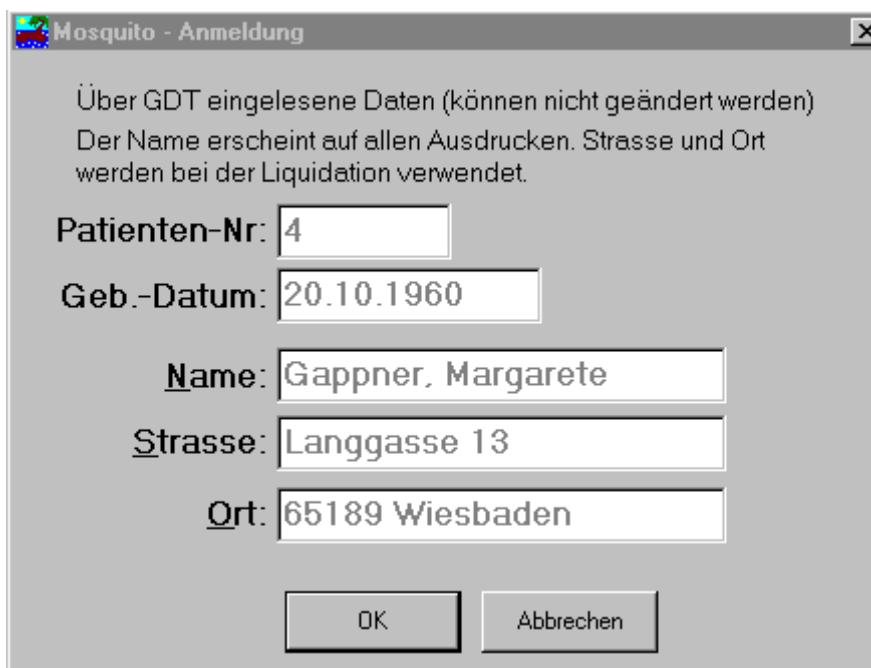 Mosquito - Anmeldung
Über GDT eingelesene Daten (können nicht geändert werden)
Der Name erscheint auf allen Ausdrucken. Strasse und Ort
werden bei der Liquidation verwendet.
Patienten-Nr: 4
Geb.-Datum: 20.10.1960
Name: Gappner, Margarete
Strasse: Langgasse 13
Ort: 65189 Wiesbaden
OK Abbrechen